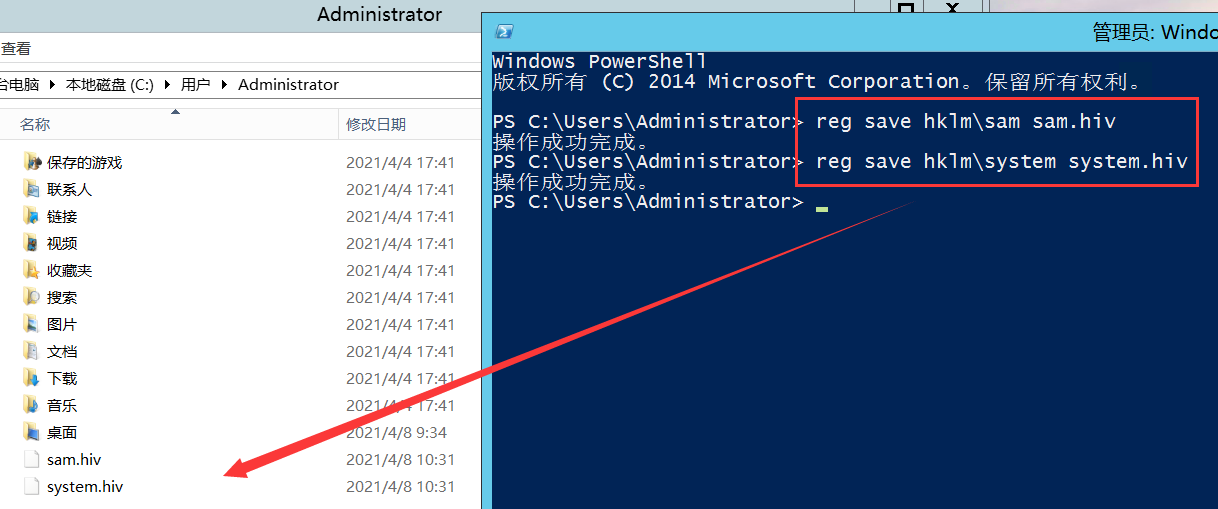 Administrator
查看
台电脑 本地磁盘 (C:) 用户 Administrator
名称 修改日期
保存的游戏 2021/4/4 17:41
联系人 2021/4/4 17:41
链接 2021/4/4 17:41
视频 2021/4/4 17:41
收藏夹 2021/4/4 17:41
搜索 2021/4/4 17:41
图片 2021/4/4 17:41
文档 2021/4/4 17:41
下载 2021/4/4 17:41
音乐 2021/4/4 17:41
桌面 2021/4/8 9:34
sam.hiv 2021/4/8 10:31
system.hiv 2021/4/8 10:31
管理员: Windo
Windows PowerShell
版权所有 (C) 2014 Microsoft Corporation。保留所有权利。
PS C:\Users\Administrator> reg save hklm\sam sam.hiv
操作成功完成。
PS C:\Users\Administrator> reg save hklm\system system.hiv
操作成功完成。
PS C:\Users\Administrator>